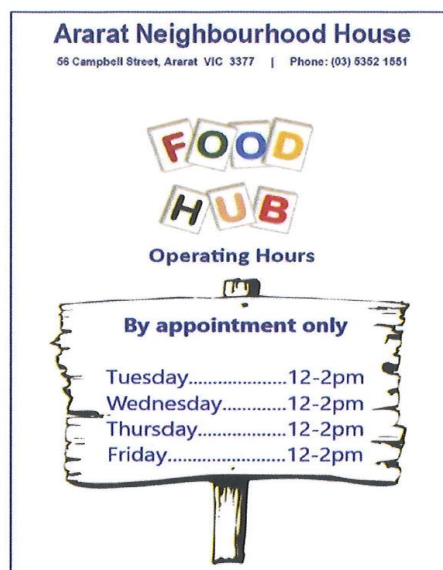 Ararat Neighbourhood House
56 Campbell Street, Ararat VIC 3377 | Phone: (03) 5352 1551
FOOD
HUB
Operating Hours
By appointment only
Tuesday.....................12-2pm
Wednesday..............12-2pm
Thursday....................12-2pm
Friday..........................12-2pm